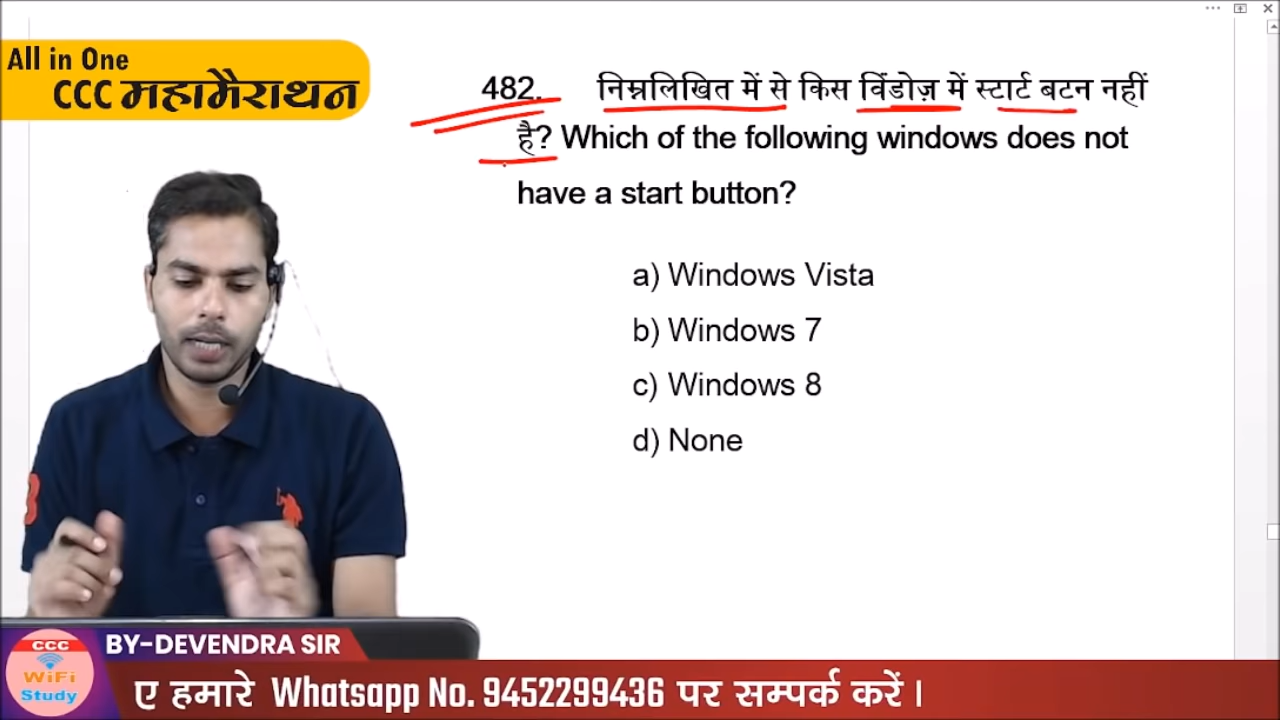 All in One
CCC महामैराथन
482. निम्नलिखित में से किस विंडोज़ में स्टार्ट बटन नहीं
है? Which of the following windows does not
have a start button?
a) Windows Vista
b) Windows 7
c) Windows 8
d) None
3
CCC
WiFi
Study
BY-DEVENDRA SIR
ए हमारे Whatsapp No. 9452299436 पर सम्पर्क करें ।